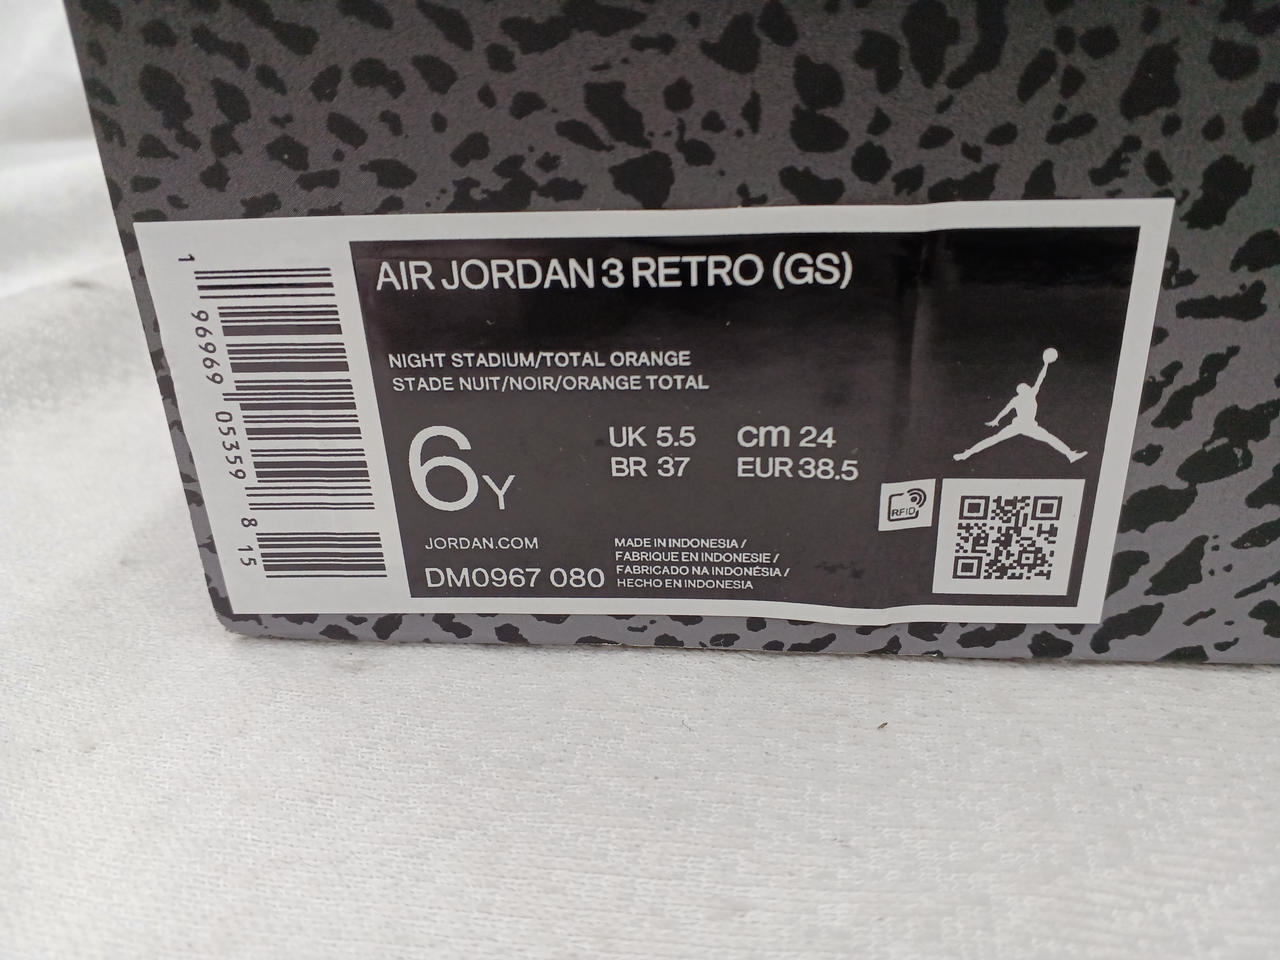 AIR JORDAN 3 RETRO (GS)
NIGHT STADIUM/TOTAL ORANGE
STADE NUIT/NOIR/ORANGE TOTAL
6Y
UK 5.5 cm 24
BR 37 EUR 38.5
RFID
JORDAN.COM
DM0967 080
MADE IN INDONESIA /
FABRIQUE EN INDONESIE /
FABRICADO NA INDONÉSIA /
HECHO EN INDONESIA
1 96969 05359 8 15